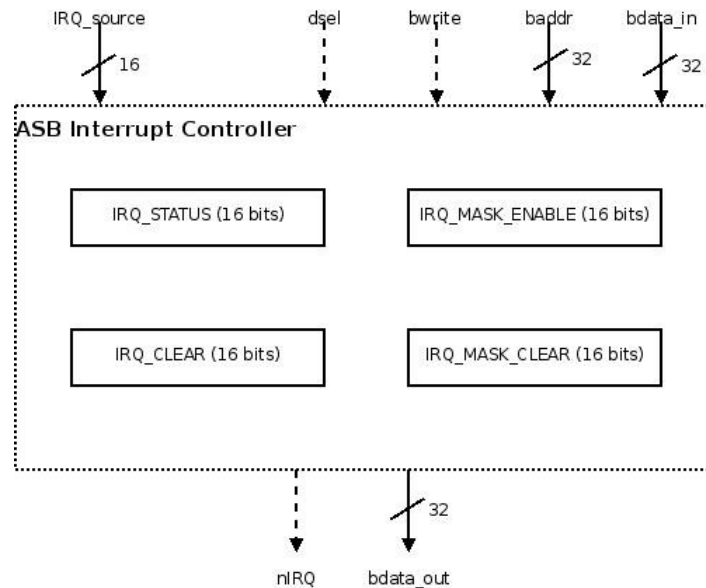 IRQ_source dsel bwrite baddr bdata_in
16 32 32
ASB Interrupt Controller
IRQ_STATUS (16 bits) IRQ_MASK_ENABLE (16 bits)
IRQ_CLEAR (16 bits) IRQ_MASK_CLEAR (16 bits)
32
nIRQ bdata_out